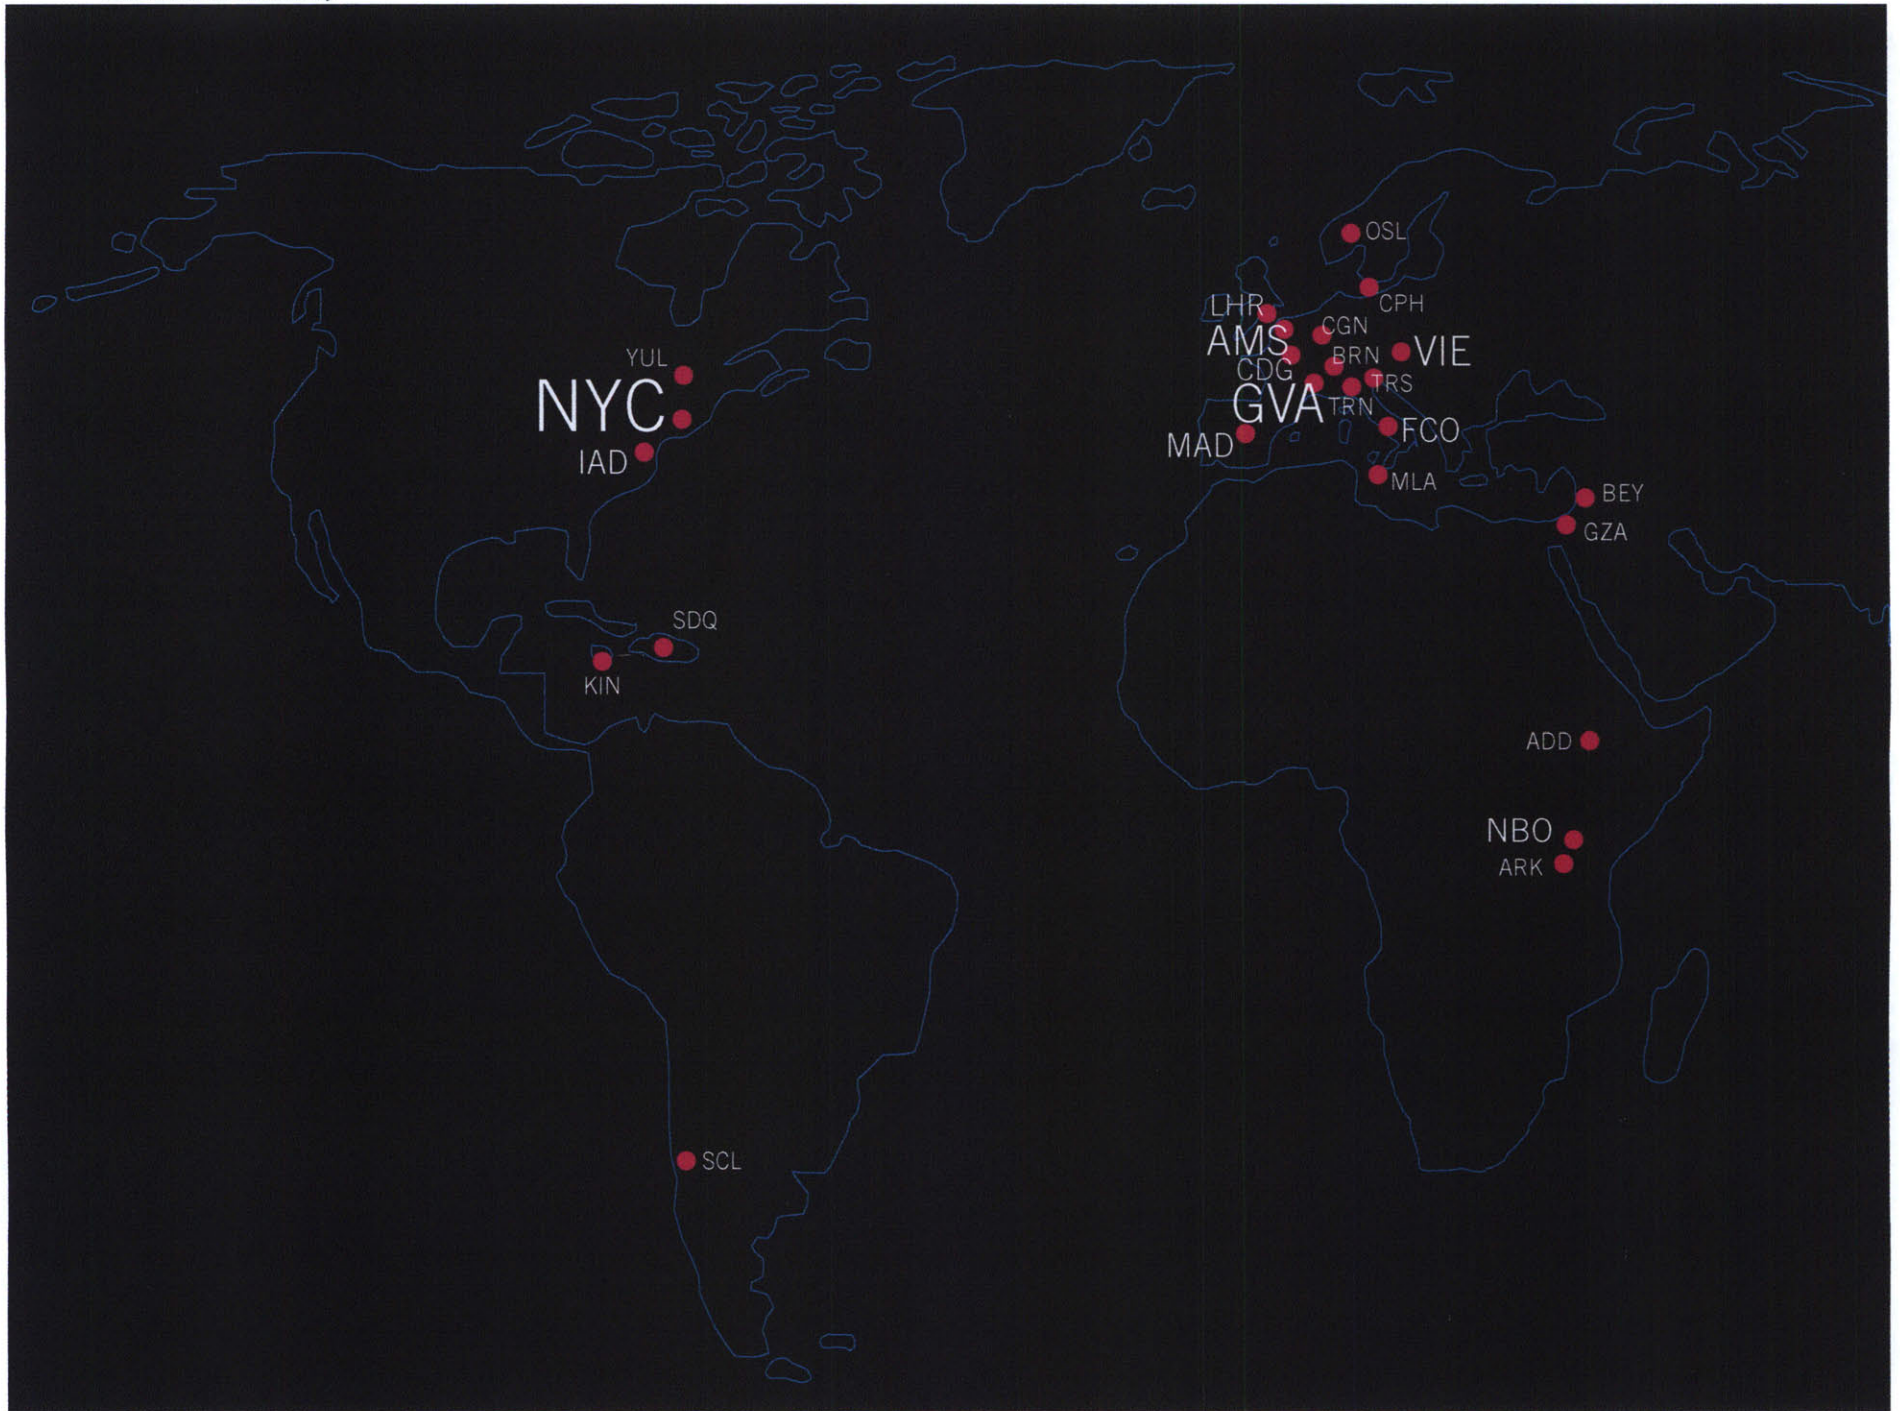 OSL
CPH
LHR
CGN
AMS
VIE
BRN
CDG
TRS
GVA
TRN
YUL
NYC
FCO
MAD
IAD
MLA
BEY
GZA
SDQ
KIN
ADD
NBO
ARK
SCL